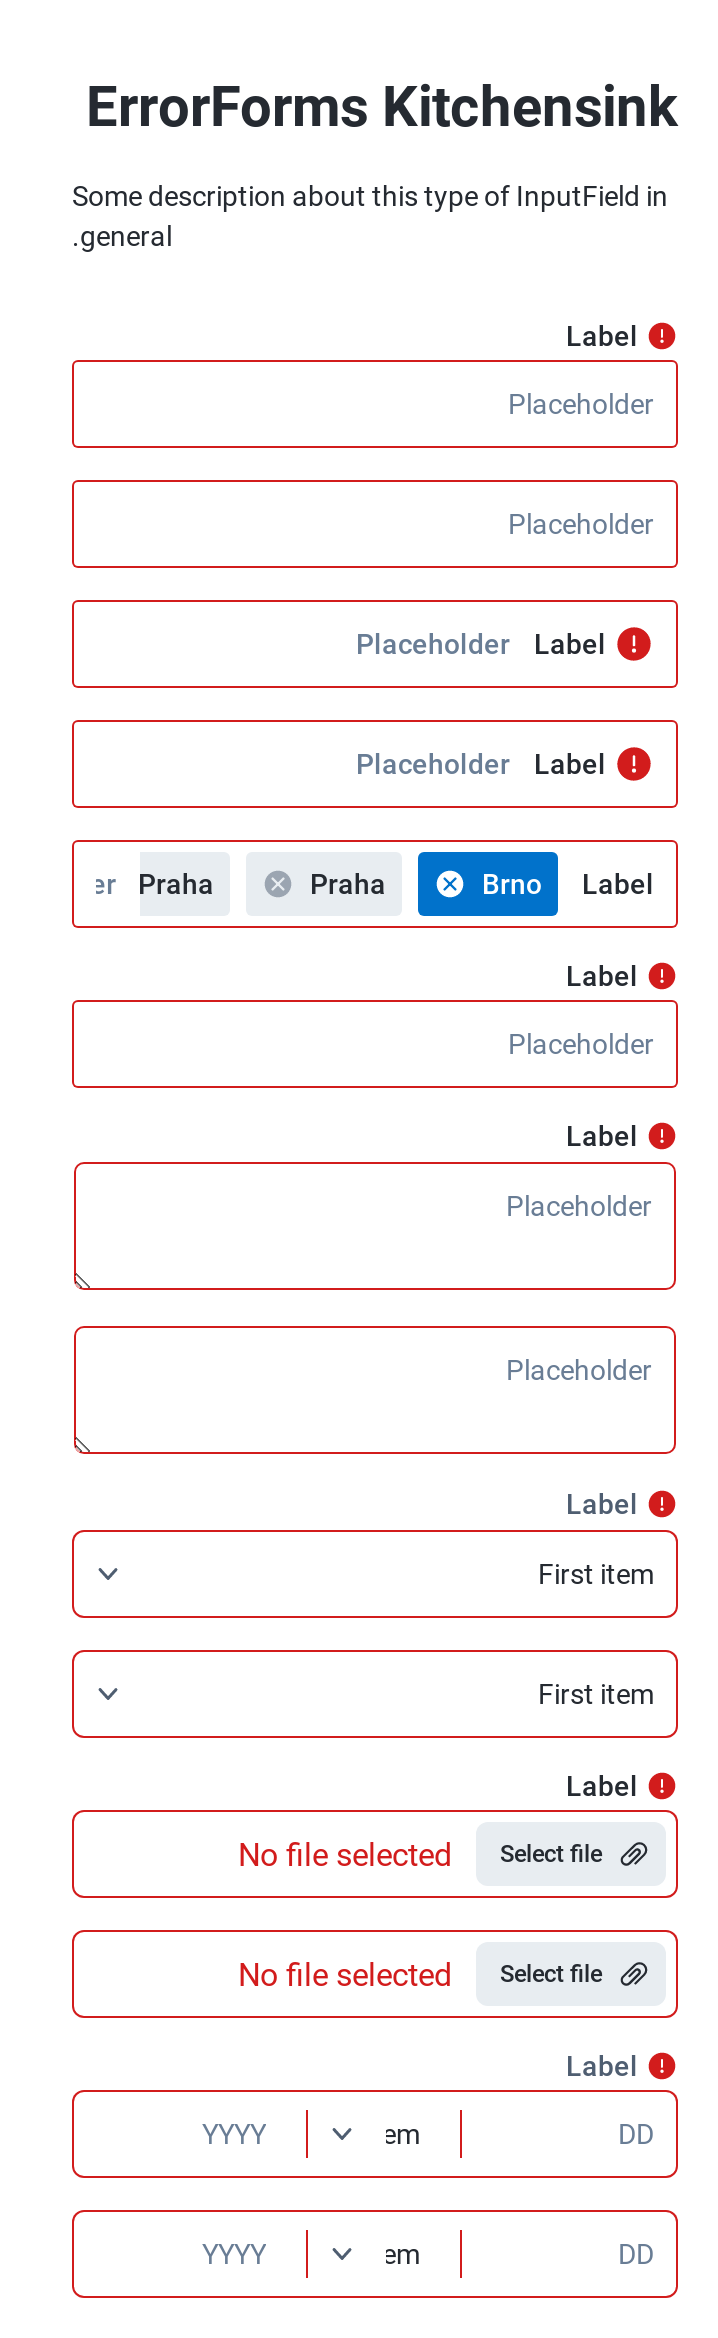 ErrorForms Kitchensink
Some description about this type of InputField in
.general
Label
Placeholder
Placeholder
Label Placeholder
Label Placeholder
Label Brno Praha Praha er
Label
Placeholder
Label
Placeholder
Placeholder
Label
First item
First item
Label
Select file No file selected
Select file No file selected
Label
DD em YYYY
DD em YYYY